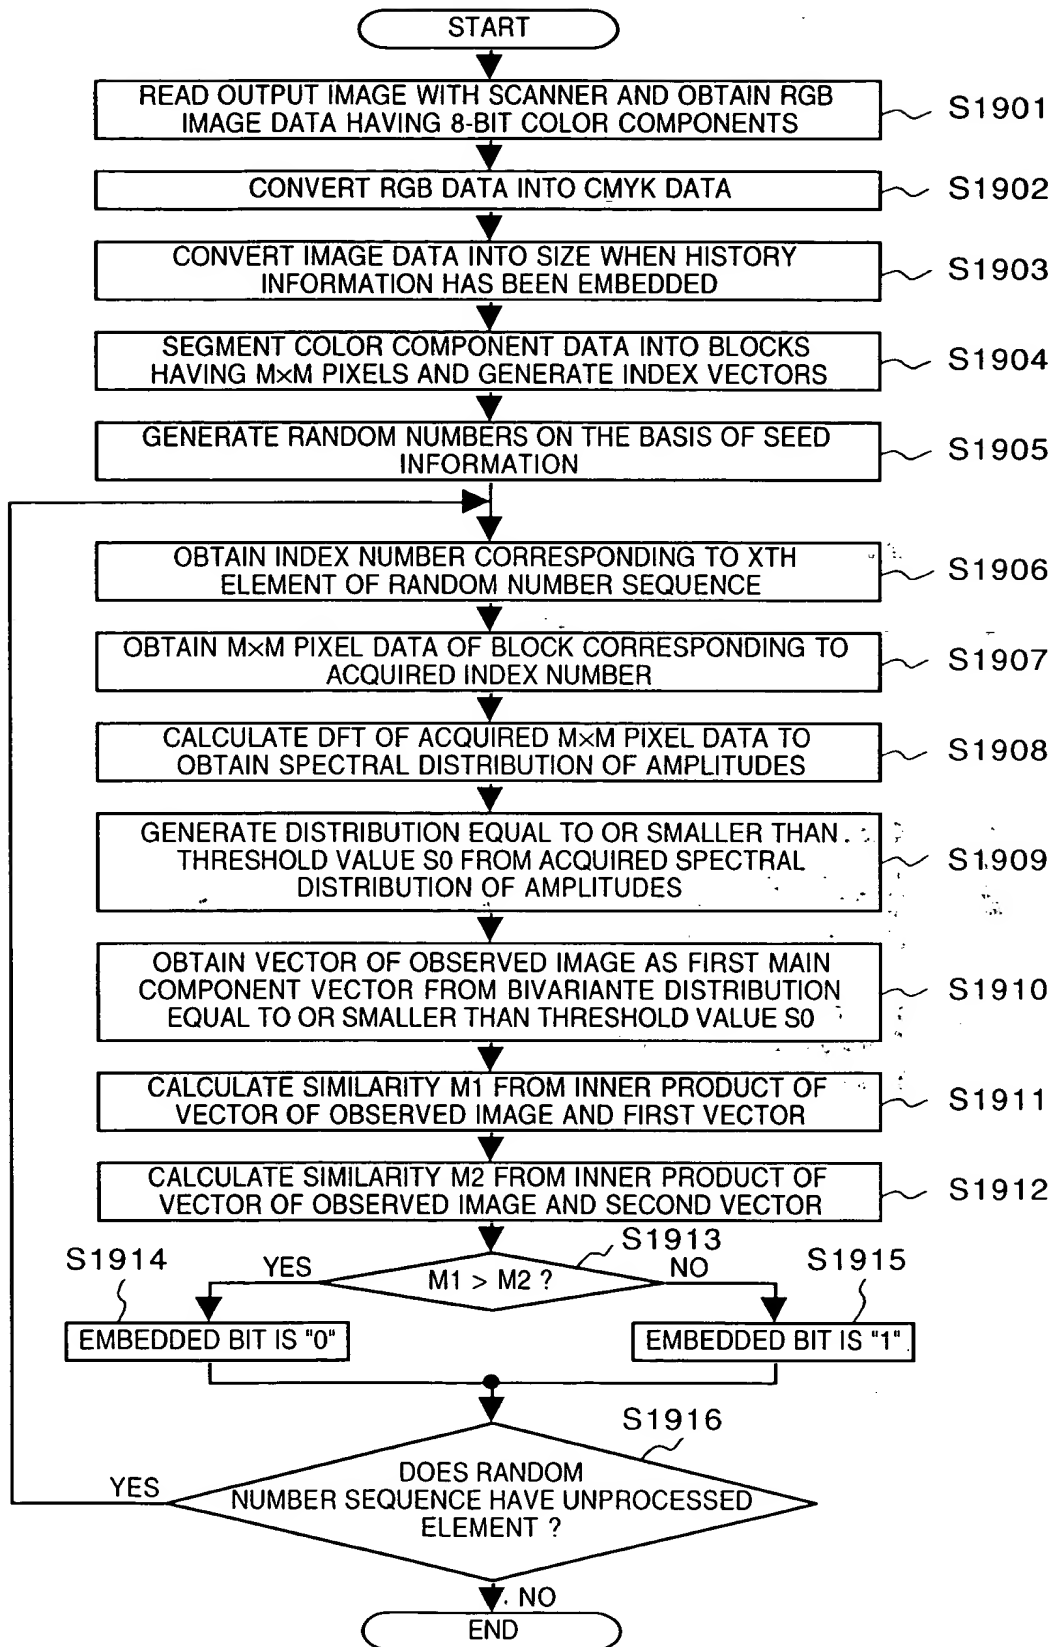 START
READ OUTPUT IMAGE WITH SCANNER AND OBTAIN RGB
IMAGE DATA HAVING 8-BIT COLOR COMPONENTS
S1901
CONVERT RGB DATA INTO CMYK DATA
S1902
CONVERT IMAGE DATA INTO SIZE WHEN HISTORY
INFORMATION HAS BEEN EMBEDDED
S1903
SEGMENT COLOR COMPONENT DATA INTO BLOCKS
HAVING M×M PIXELS AND GENERATE INDEX VECTORS
S1904
GENERATE RANDOM NUMBERS ON THE BASIS OF SEED
INFORMATION
S1905
OBTAIN INDEX NUMBER CORRESPONDING TO XTH
ELEMENT OF RANDOM NUMBER SEQUENCE
S1906
OBTAIN M×M PIXEL DATA OF BLOCK CORRESPONDING TO
ACQUIRED INDEX NUMBER
S1907
CALCULATE DFT OF ACQUIRED M×M PIXEL DATA TO
OBTAIN SPECTRAL DISTRIBUTION OF AMPLITUDES
S1908
GENERATE DISTRIBUTION EQUAL TO OR SMALLER THAN
THRESHOLD VALUE S0 FROM ACQUIRED SPECTRAL
DISTRIBUTION OF AMPLITUDES
S1909
OBTAIN VECTOR OF OBSERVED IMAGE AS FIRST MAIN
COMPONENT VECTOR FROM BIVARIANTE DISTRIBUTION
EQUAL TO OR SMALLER THAN THRESHOLD VALUE S0
S1910
CALCULATE SIMILARITY M1 FROM INNER PRODUCT OF
VECTOR OF OBSERVED IMAGE AND FIRST VECTOR
S1911
CALCULATE SIMILARITY M2 FROM INNER PRODUCT OF
VECTOR OF OBSERVED IMAGE AND SECOND VECTOR
S1912
S1913
M1 > M2 ?
YES
NO
S1914
EMBEDDED BIT IS "0"
S1915
EMBEDDED BIT IS "1"
S1916
DOES RANDOM
NUMBER SEQUENCE HAVE UNPROCESSED
ELEMENT ?
YES
NO
END